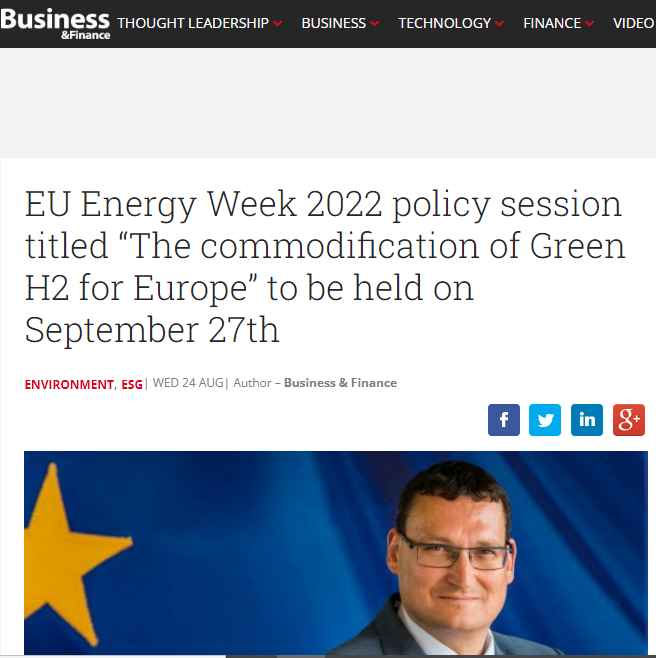 Business
&Finance
THOUGHT LEADERSHIP
BUSINESS
TECHNOLOGY
FINANCE
VIDEO
EU Energy Week 2022 policy session
titled “The commodification of Green
H2 for Europe” to be held on
September 27th
ENVIRONMENT, ESG| WED 24 AUG| Author – Business & Finance
f
in
g+